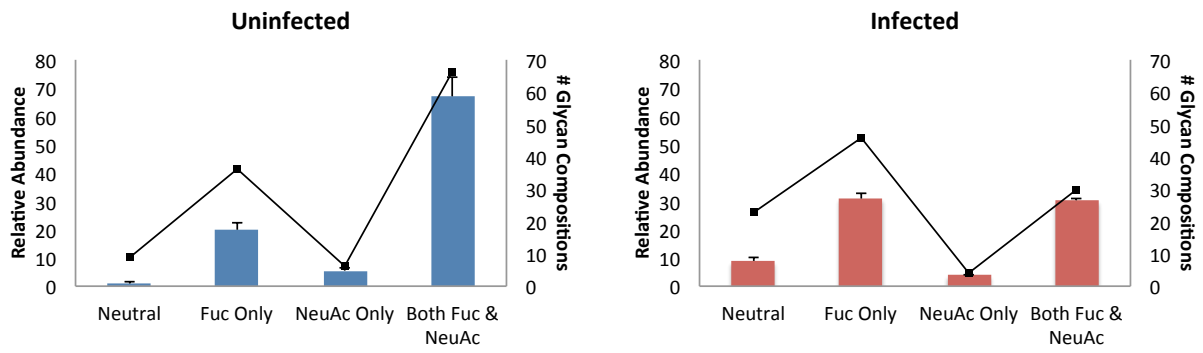 Uninfected
Relative Abundance
80
70
60
50
40
30
20
10
0
70
60
50
40
30
20
10
0
# Glycan Compositions
Neutral
Fuc Only
NeuAc Only
Both Fuc &
NeuAc
Infected
Relative Abundance
80
70
60
50
40
30
20
10
0
70
60
50
40
30
20
10
0
# Glycan Compositions
Neutral
Fuc Only
NeuAc Only
Both Fuc &
NeuAc